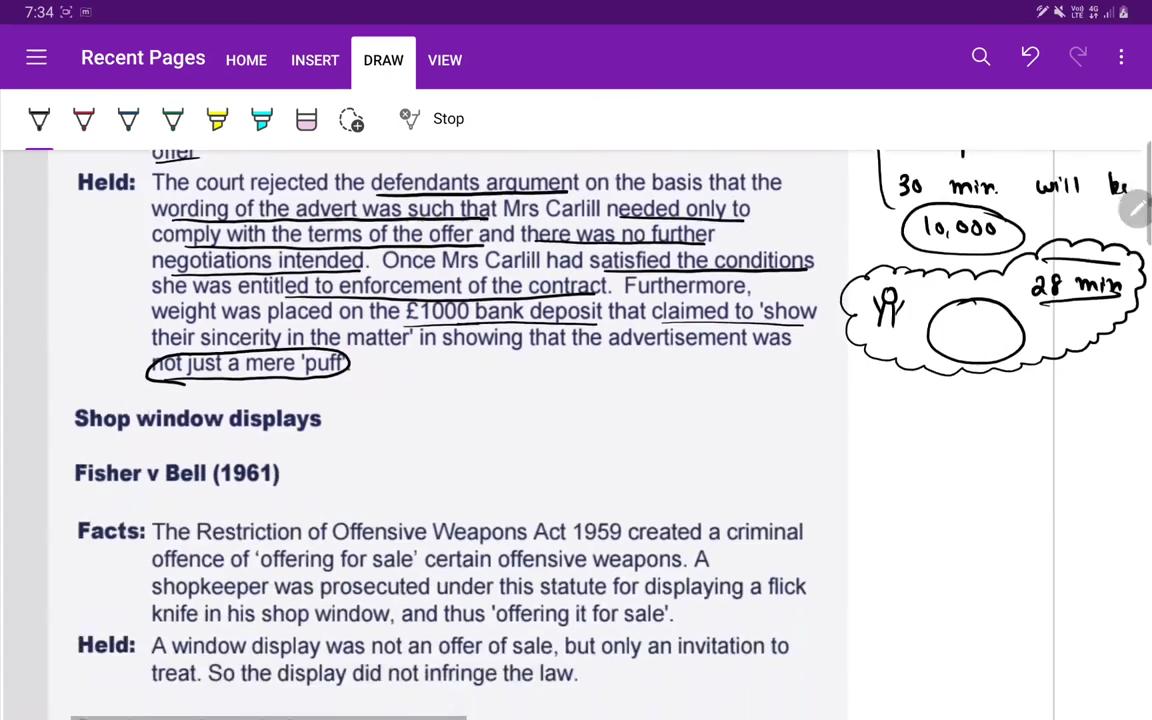 7:34 m VoI LTE 4G
Recent Pages HOME INSERT DRAW VIEW
Stop
offer
Held: The court rejected the defendants argument on the basis that the
wording of the advert was such that Mrs Carlill needed only to
comply with the terms of the offer and there was no further
negotiations intended. Once Mrs Carlill had satisfied the conditions
she was entitled to enforcement of the contract. Furthermore,
weight was placed on the £1000 bank deposit that claimed to 'show
their sincerity in the matter' in showing that the advertisement was
not just a mere 'puff'
30 min. will be
10,000
28 min
Shop window displays
Fisher v Bell (1961)
Facts: The Restriction of Offensive Weapons Act 1959 created a criminal
offence of ‘offering for sale’ certain offensive weapons. A
shopkeeper was prosecuted under this statute for displaying a flick
knife in his shop window, and thus 'offering it for sale'.
Held: A window display was not an offer of sale, but only an invitation to
treat. So the display did not infringe the law.